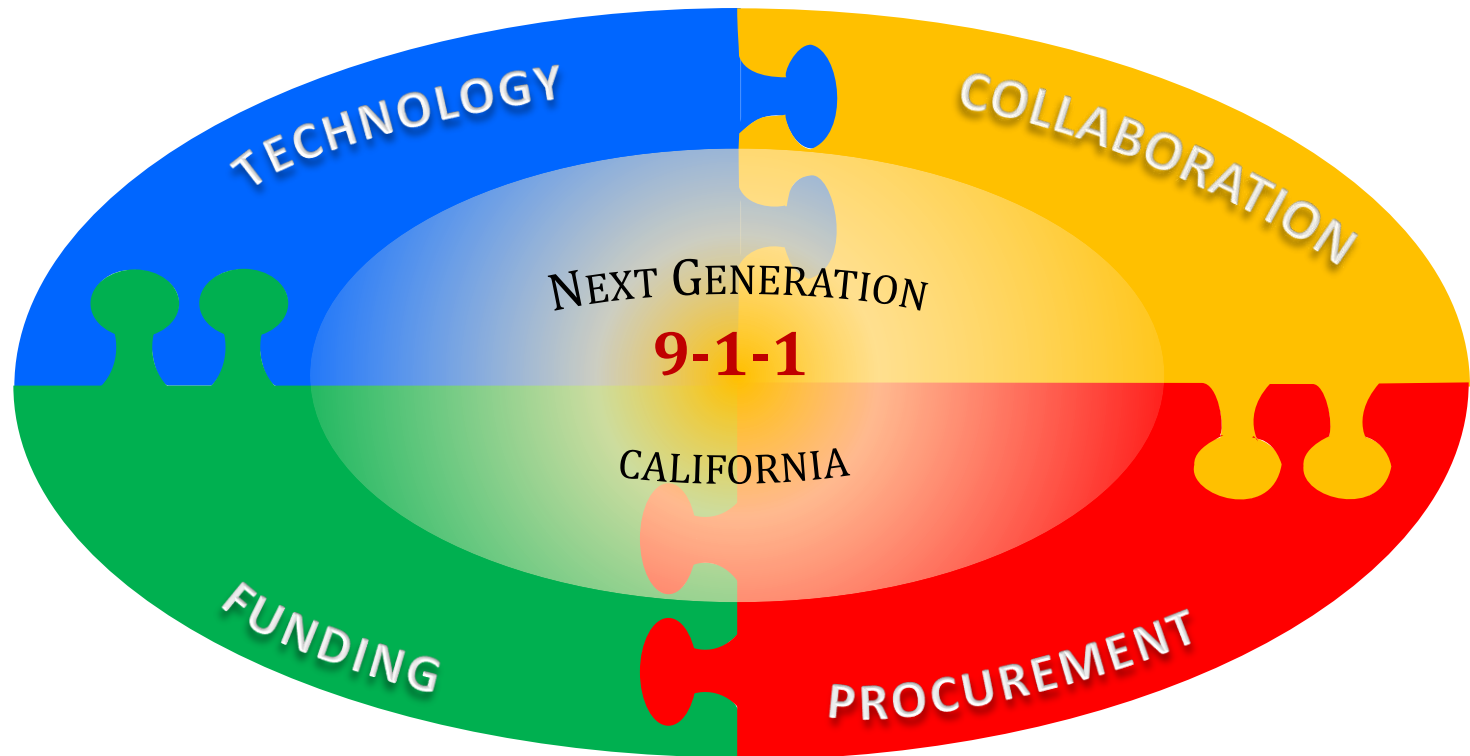 TECHNOLOGY
COLLABORATION
NEXT GENERATION
9-1-1
CALIFORNIA
FUNDING
PROCUREMENT